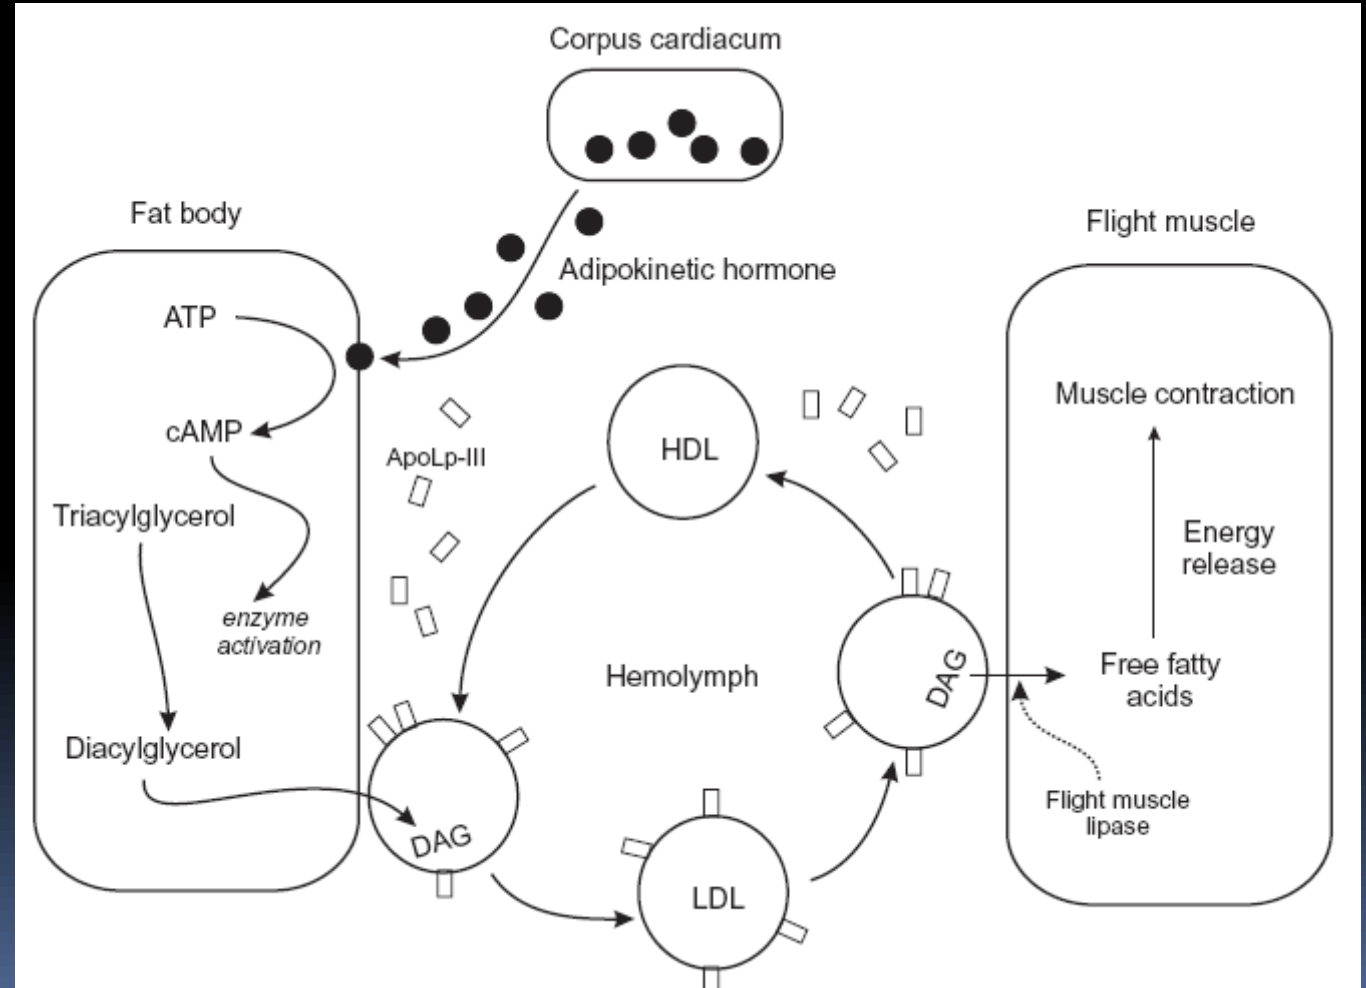 Corpus cardiacum
Fat body
Flight muscle
Adipokinetic hormone
ATP
cAMP
ApoLp-III
HDL
Muscle contraction
Triacylglycerol
Energy
release
enzyme
activation
Hemolymph
DAG
Free fatty
acids
Diacylglycerol
DAG
LDL
Flight muscle
lipase